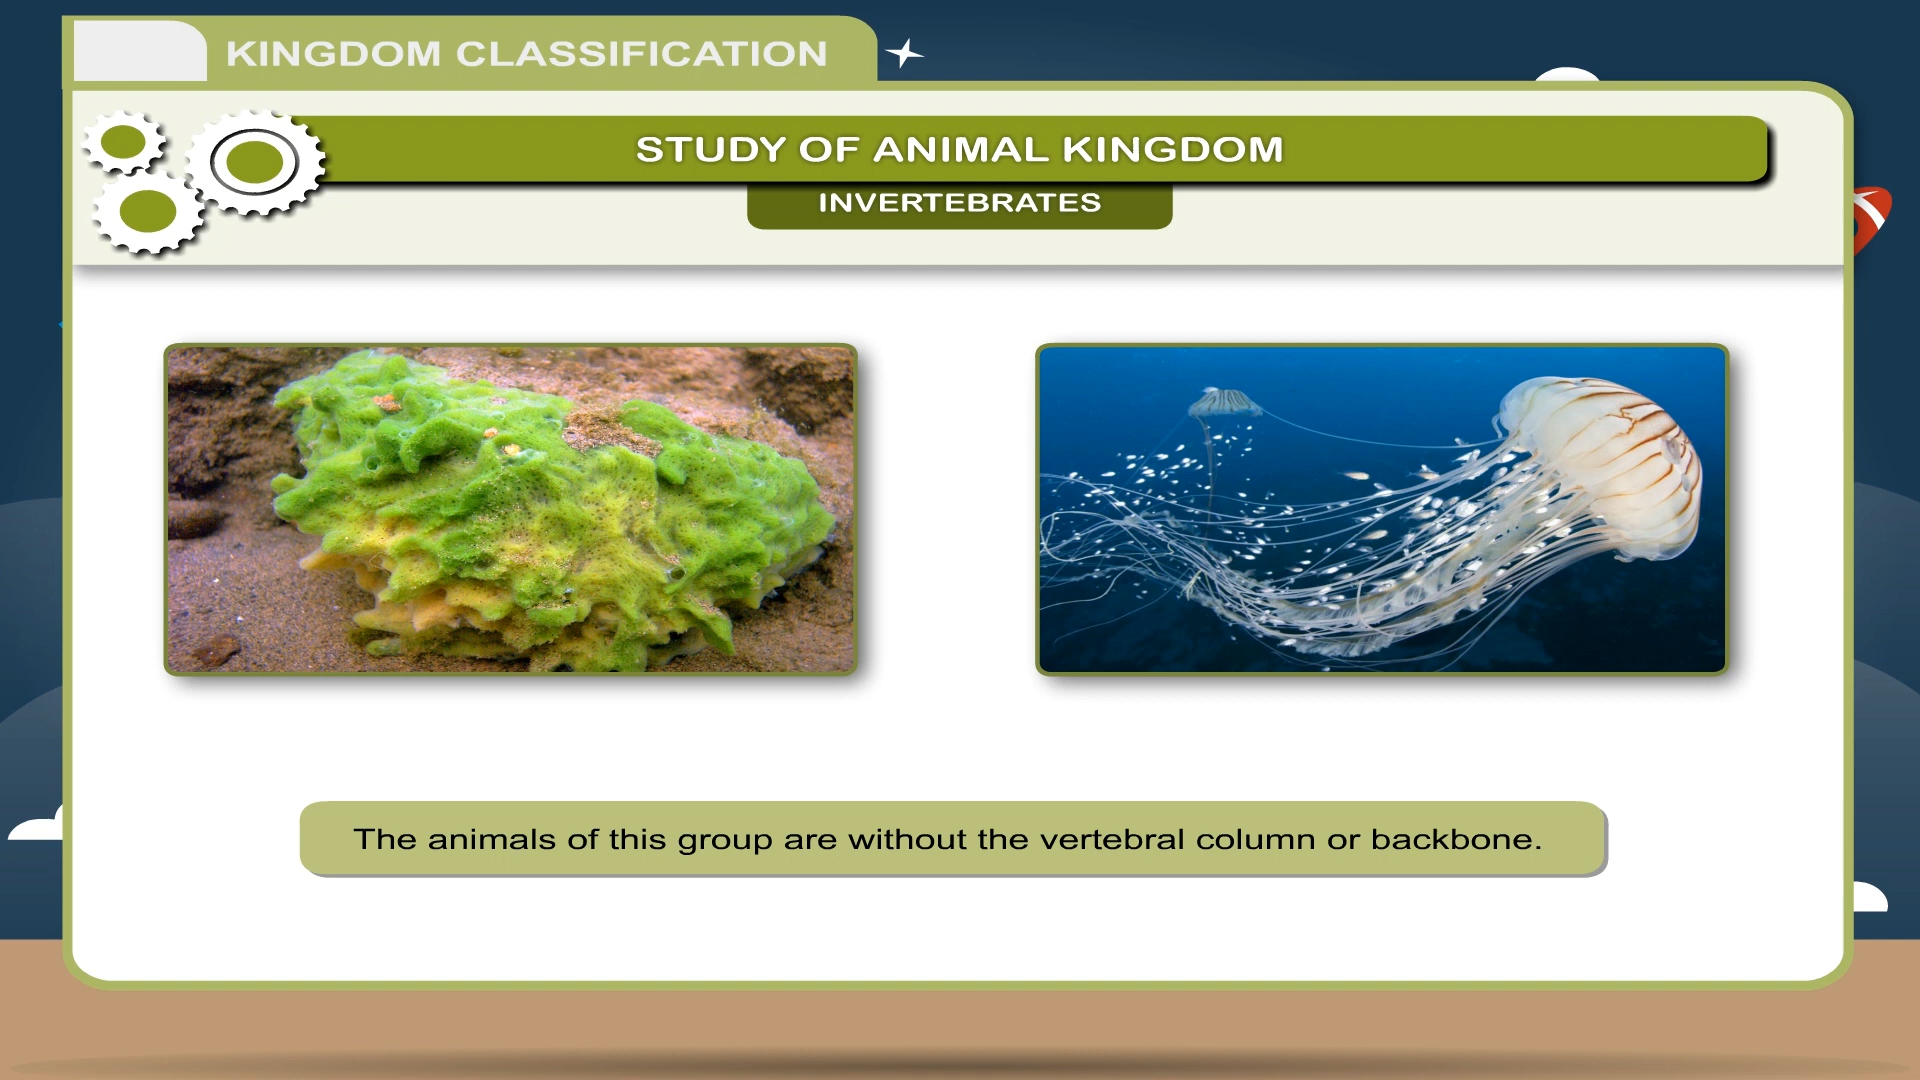 KINGDOM CLASSIFICATION
STUDY OF ANIMAL KINGDOM
INVERTEBRATES
The animals of this group are without the vertebral column or backbone.